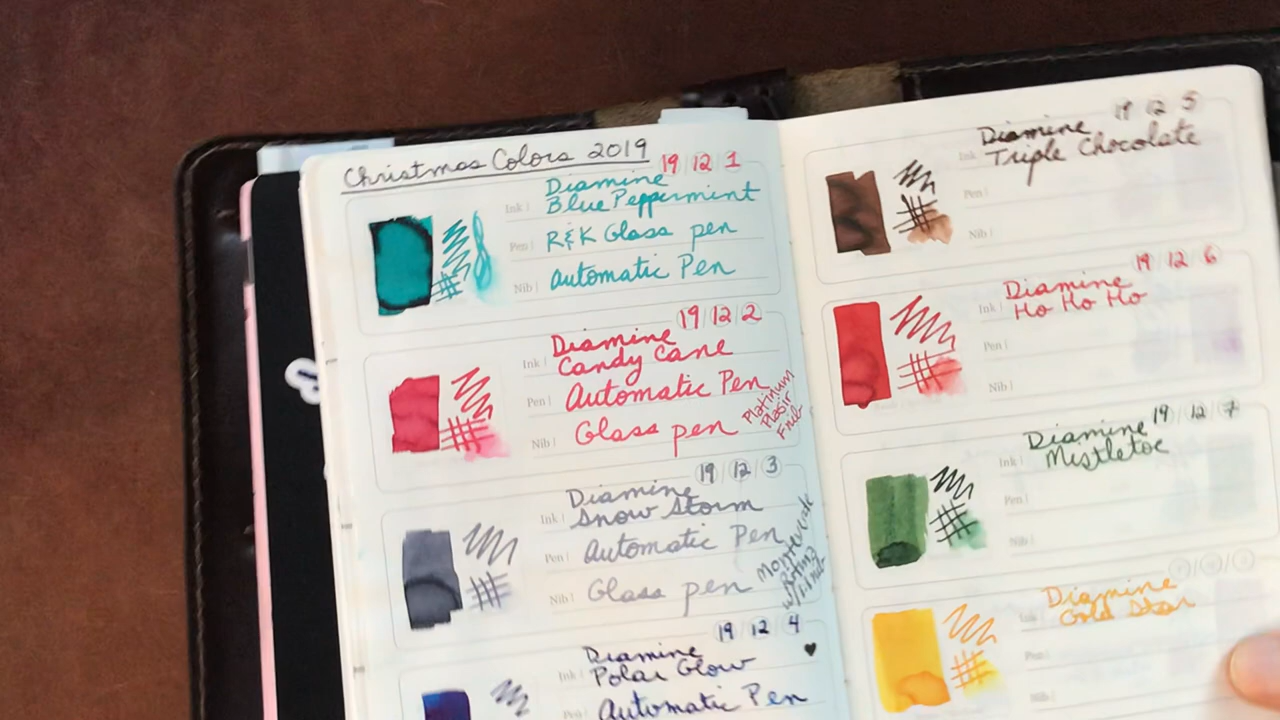 Christmas Colors 2019
19 12 1
Ink | Diamine
Blue Peppermint
Pen | R&K Glass pen
Nib | Automatic Pen
19 12 2
Ink | Diamine
Candy Cane
Pen | Automatic Pen
Nib | Glass pen
Platinum
Plasir
F nib
19 12 3
Ink | Diamine
Snow Storm
Pen | Automatic Pen
Nib | Glass pen
19 12 4
Ink | Diamine
Polar Glow
Pen | Automatic Pen
19 12 5
Ink | Diamine
Triple Chocolate
Pen |
Nib |
19 12 6
Ink | Diamine
Ho Ho Ho
Pen |
Nib |
19 12 7
Ink | Diamine
Mistletoe
Pen |
Nib |
Ink | Diamine
Gold Star
Pen |
Nib |